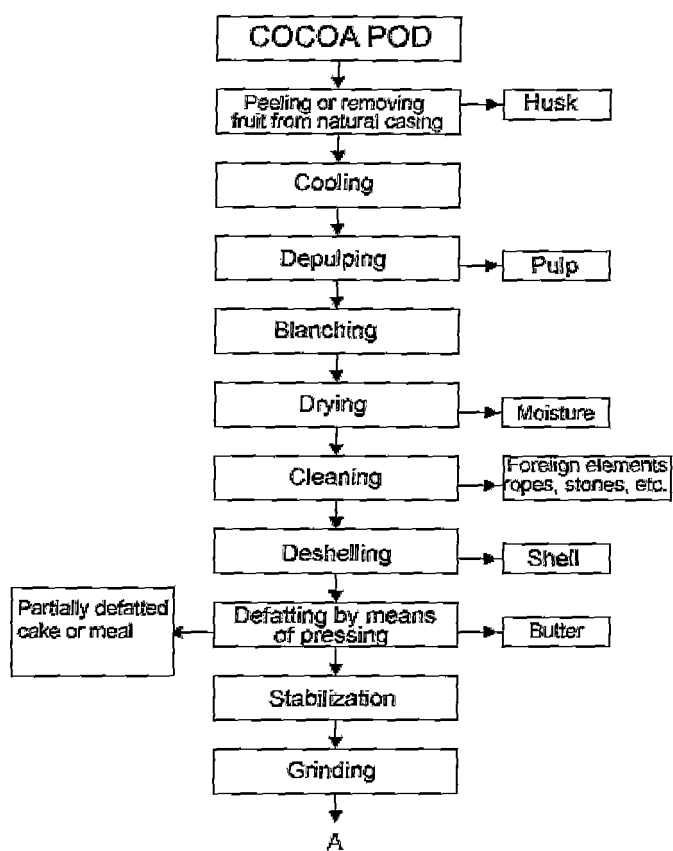 COCOA POD
Peeling or removing
fruit from natural casing
Husk
Cooling
Depulping
Pulp
Blanching
Drying
Moisture
Cleaning
Foreign elements
ropes, stones, etc.
Deshelling
Shell
Partially defatted
cake or meal
Defatting by means
of pressing
Butter
Stabilization
Grinding
A